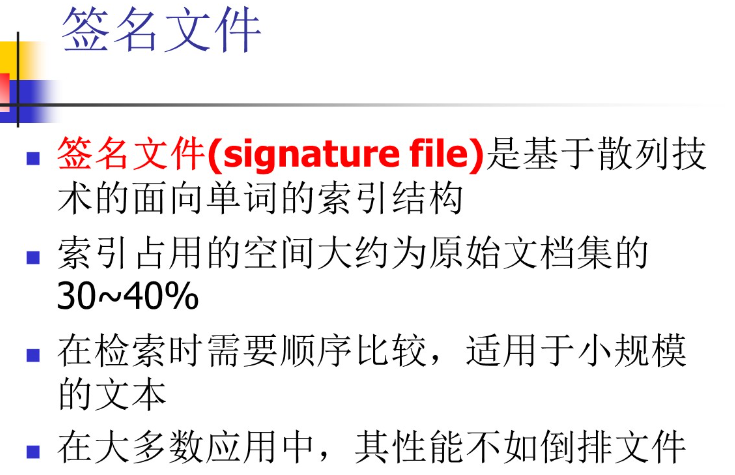 签名文件
签名文件(signature file)是基于散列技
术的面向单词的索引结构
索引占用的空间大约为原始文档集的
30~40%
在检索时需要顺序比较，适用于小规模
的文本
在大多数应用中，其性能不如倒排文件